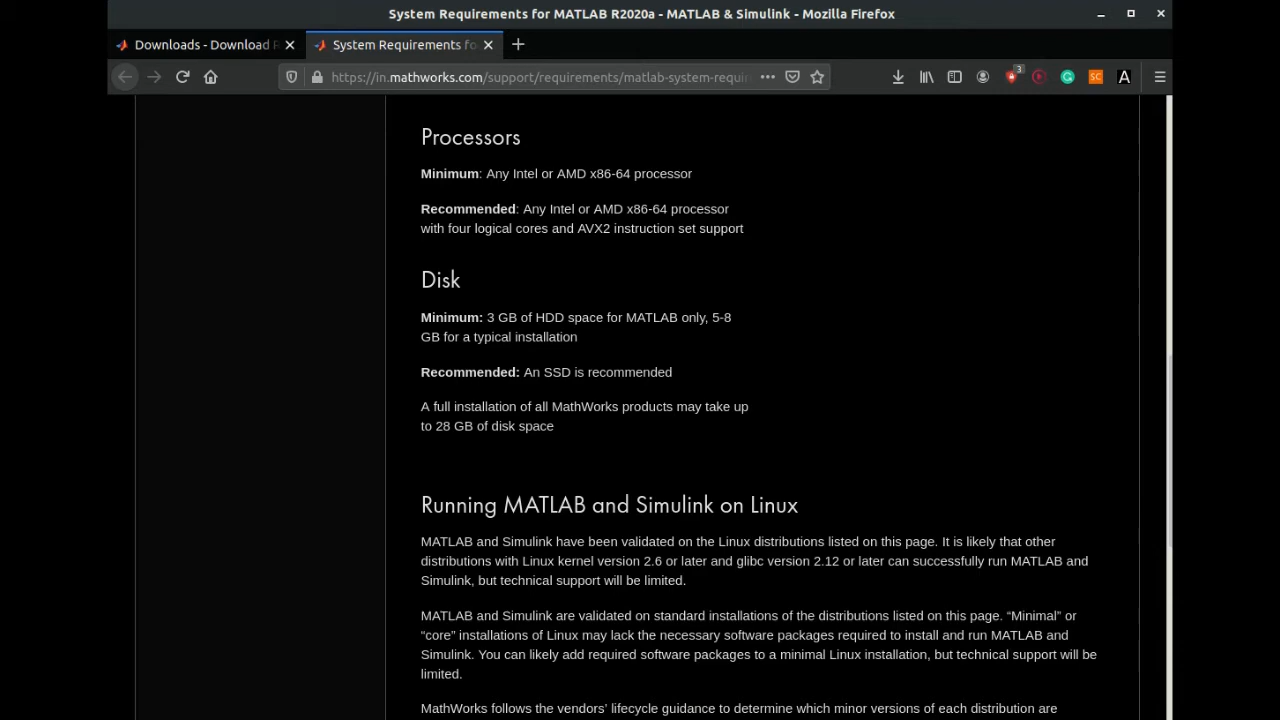 System Requirements for MATLAB R2020a - MATLAB & Simulink - Mozilla Firefox
Downloads - Download
System Requirements fo
https://in.mathworks.com/support/requirements/matlab-system-requi
3
SC
A
Processors
Minimum: Any Intel or AMD x86-64 processor
Recommended: Any Intel or AMD x86-64 processor
with four logical cores and AVX2 instruction set support
Disk
Minimum: 3 GB of HDD space for MATLAB only, 5-8
GB for a typical installation
Recommended: An SSD is recommended
A full installation of all MathWorks products may take up
to 28 GB of disk space
Running MATLAB and Simulink on Linux
MATLAB and Simulink have been validated on the Linux distributions listed on this page. It is likely that other
distributions with Linux kernel version 2.6 or later and glibc version 2.12 or later can successfully run MATLAB and
Simulink, but technical support will be limited.
MATLAB and Simulink are validated on standard installations of the distributions listed on this page. “Minimal” or
“core” installations of Linux may lack the necessary software packages required to install and run MATLAB and
Simulink. You can likely add required software packages to a minimal Linux installation, but technical support will be
limited.
MathWorks follows the vendors’ lifecycle guidance to determine which minor versions of each distribution are